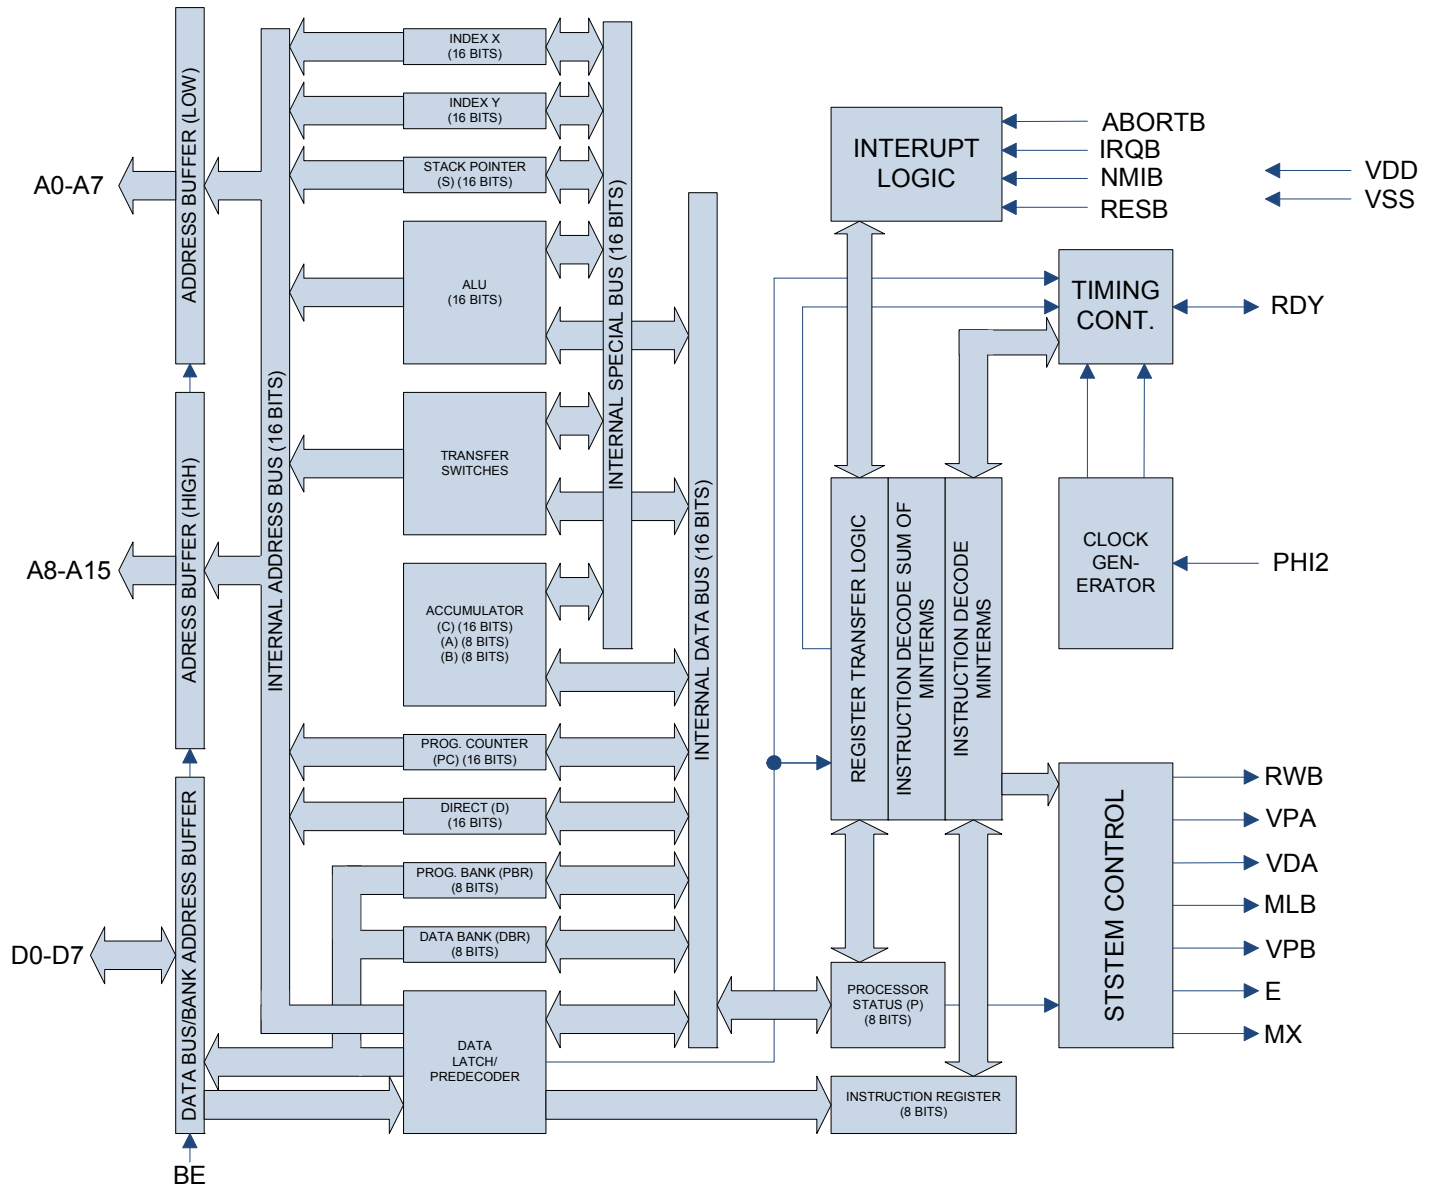 A0-A7
A8-A15
D0-D7
BE
ADDRESS BUFFER (LOW)
ADRESS BUFFER (HIGH)
DATA BUS/BANK ADDRESS BUFFER
INTERNAL ADDRESS BUS (16 BITS)
INDEX X
(16 BITS)
INDEX Y
(16 BITS)
STACK POINTER
(S) (16 BITS)
ALU
(16 BITS)
TRANSFER
SWITCHES
ACCUMULATOR
(C) (16 BITS)
(A) (8 BITS)
(B) (8 BITS)
PROG. COUNTER
(PC) (16 BITS)
DIRECT (D)
(16 BITS)
PROG. BANK (PBR)
(8 BITS)
DATA BANK (DBR)
(8 BITS)
DATA
LATCH/
PREDECODER
INTERNAL SPECIAL BUS (16 BITS)
INTERNAL DATA BUS (16 BITS)
INTERUPT
LOGIC
ABORTB
IRQB
NMIB
RESB
VDD
VSS
TIMING
CONT.
RDY
REGISTER TRANSFER LOGIC
INSTRUCTION DECODE SUM OF
MINTERMS
INSTRUCTION DECODE
MINTERMS
CLOCK
GEN-
ERATOR
PHI2
STSTEM CONTROL
RWB
VPA
VDA
MLB
VPB
E
MX
PROCESSOR
STATUS (P)
(8 BITS)
INSTRUCTION REGISTER
(8 BITS)